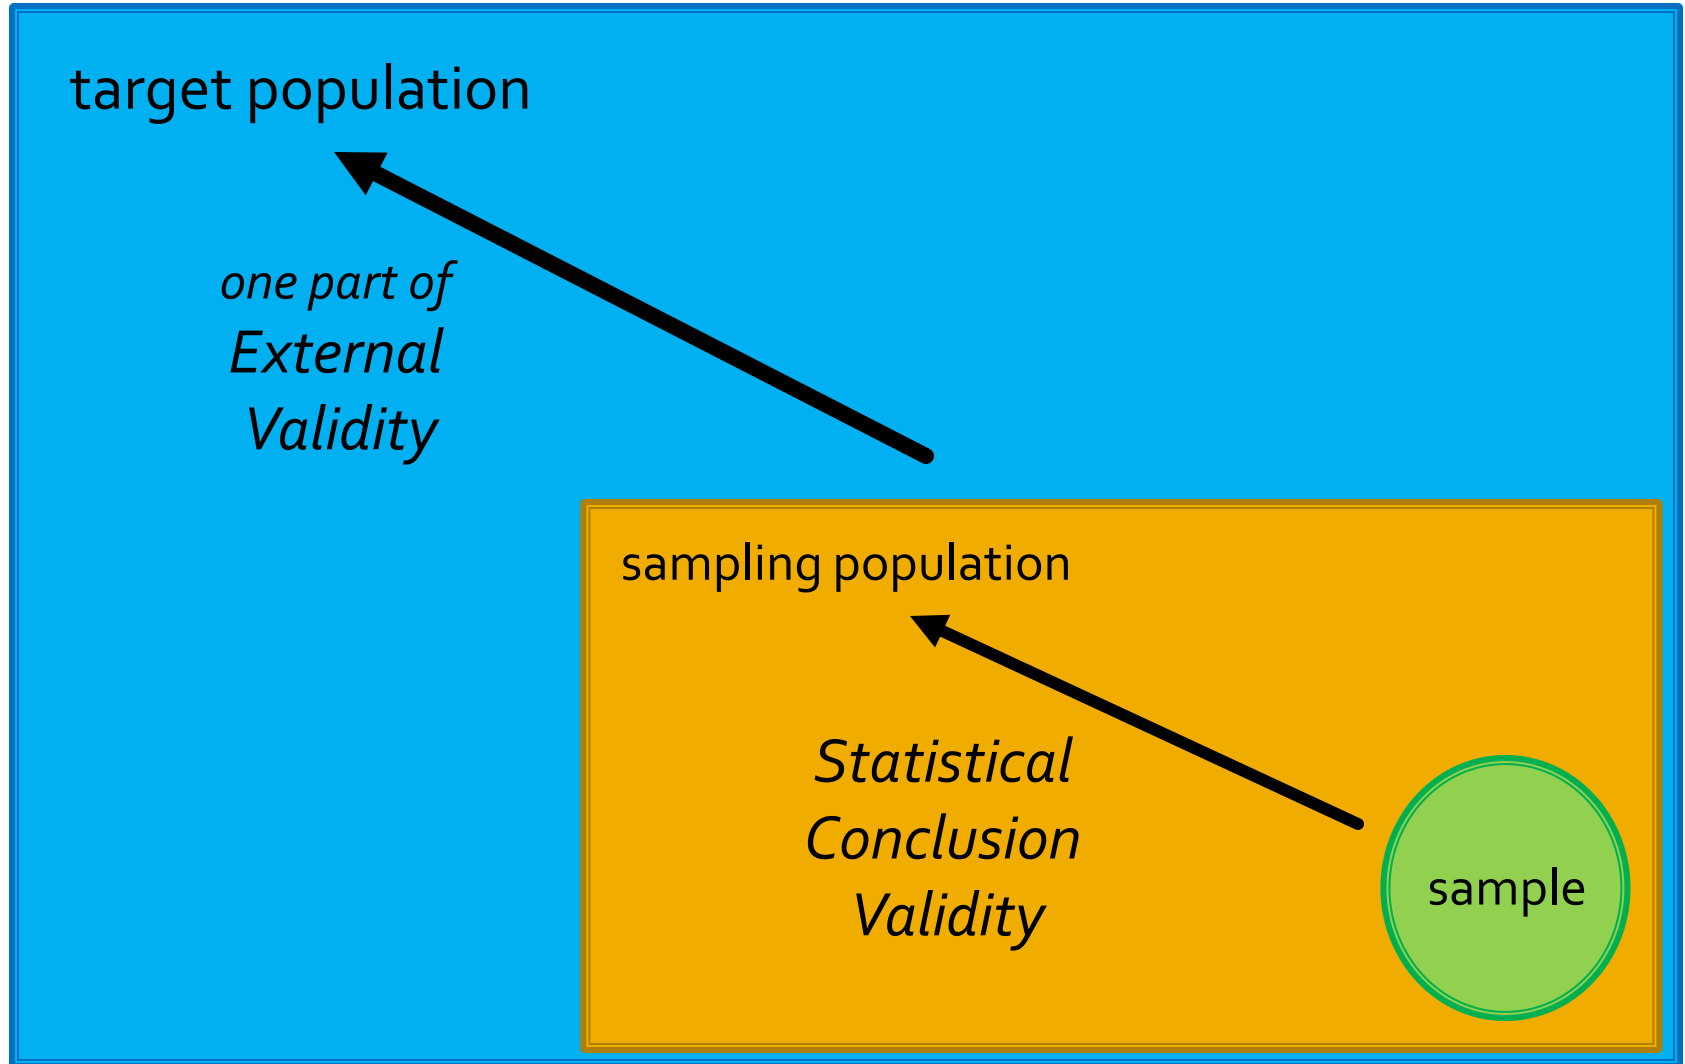 target population
one part of
External
Validity
sampling population
Statistical
Conclusion
Validity
sample